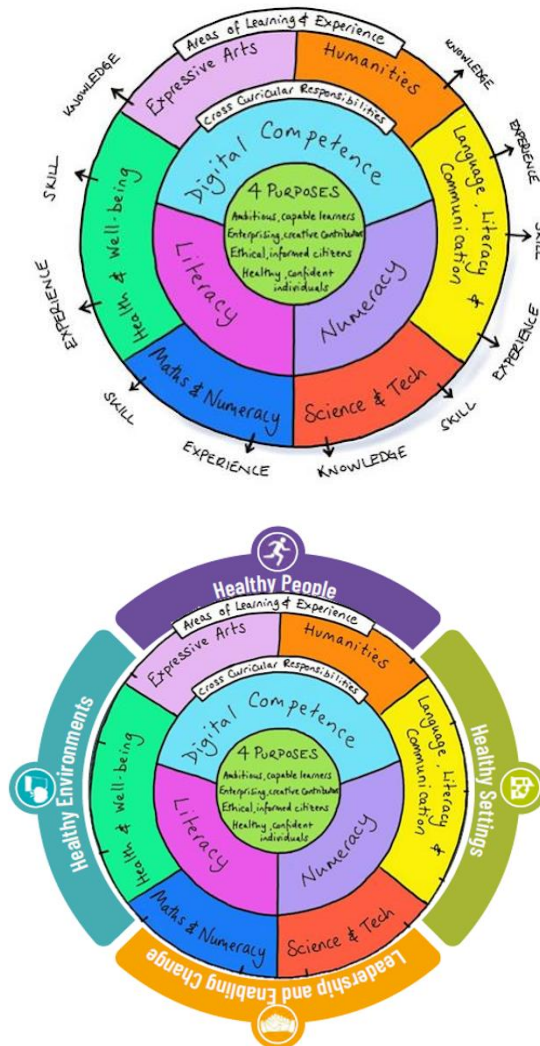 Areas of Learning & Experience
Expressive Arts
Humanities
KNOWLEDGE
KNOWLEDGE
Cross Curricular Responsibilities
Digital Competence
EXPERIENCE
SKILL
4 PURPOSES
Ambitious, capable learners
Enterprising, creative contributors
Ethical, informed citizens
Healthy, confident
individuals
Health & Well-being
Language, Literacy &
Communication
SKILL
Literacy
Numeracy
EXPERIENCE
EXPERIENCE
Maths & Numeracy
Science & Tech
SKILL
SKILL
EXPERIENCE
KNOWLEDGE
Healthy People
Areas of Learning & Experience
Expressive Arts
Humanities
Cross Curricular Responsibilities
Digital Competence
Healthy Environments
Healthy Settings
4 PURPOSES
Ambitious, capable learners
Enterprising, creative contributors
Ethical, informed citizens
Healthy, confident
individuals
Health & Well-being
Language, Literacy &
Communication
Literacy
Numeracy
Maths & Numeracy
Science & Tech
Leadership and Enabling Change